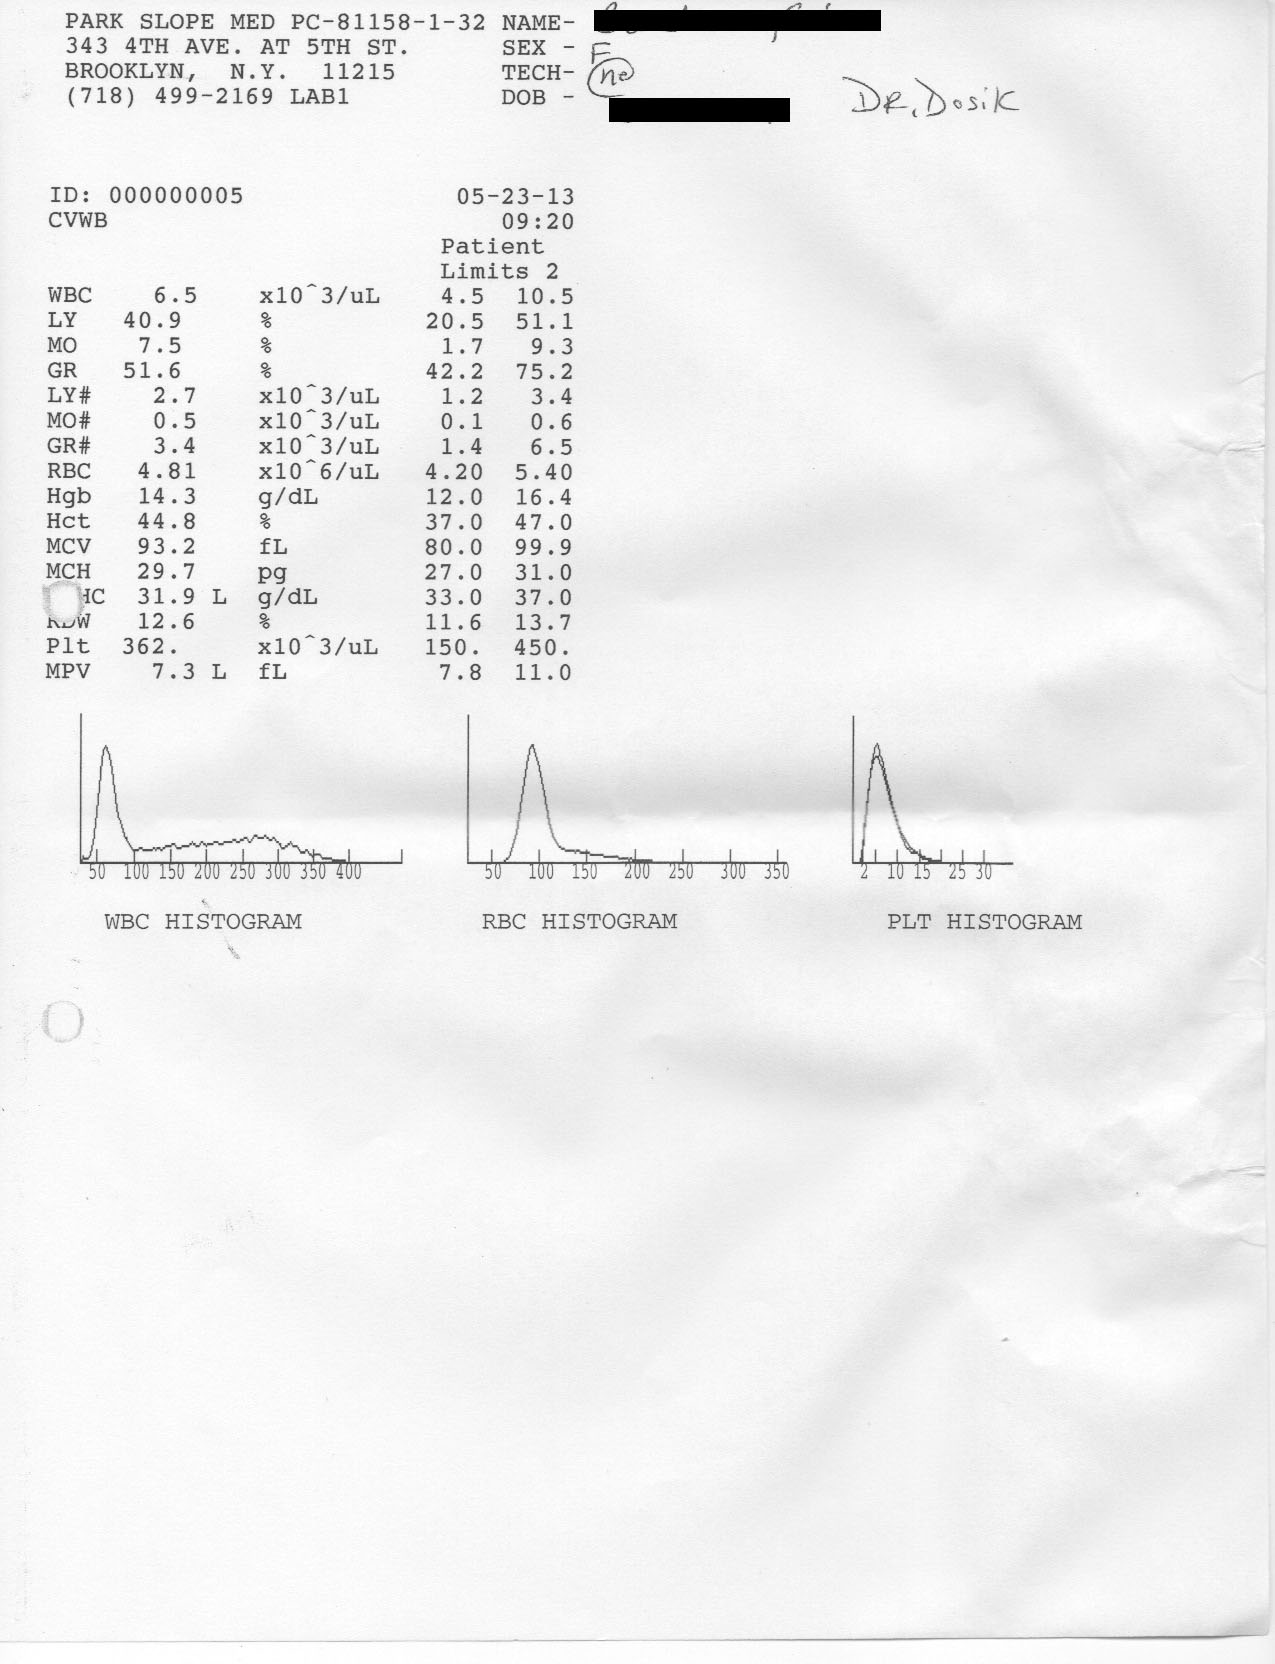 PARK SLOPE MED PC-81158-1-32 NAME-
343 4TH AVE. AT 5TH ST. SEX - F
BROOKLYN, N.Y. 11215 TECH- ne
(718) 499-2169 LAB1 DOB -
DR. Dosik
ID: 000000005 05-23-13
CVWB 09:20
Patient
Limits 2
WBC 6.5 x10^3/uL 4.5 10.5
LY 40.9 % 20.5 51.1
MO 7.5 % 1.7 9.3
GR 51.6 % 42.2 75.2
LY# 2.7 x10^3/uL 1.2 3.4
MO# 0.5 x10^3/uL 0.1 0.6
GR# 3.4 x10^3/uL 1.4 6.5
RBC 4.81 x10^6/uL 4.20 5.40
Hgb 14.3 g/dL 12.0 16.4
Hct 44.8 % 37.0 47.0
MCV 93.2 fL 80.0 99.9
MCH 29.7 pg 27.0 31.0
HC 31.9 L g/dL 33.0 37.0
RDW 12.6 % 11.6 13.7
Plt 362. x10^3/uL 150. 450.
MPV 7.3 L fL 7.8 11.0
50 100 150 200 250 300 350 400
50 100 150 200 250 300 350
2 10 15 25 30
WBC HISTOGRAM RBC HISTOGRAM PLT HISTOGRAM